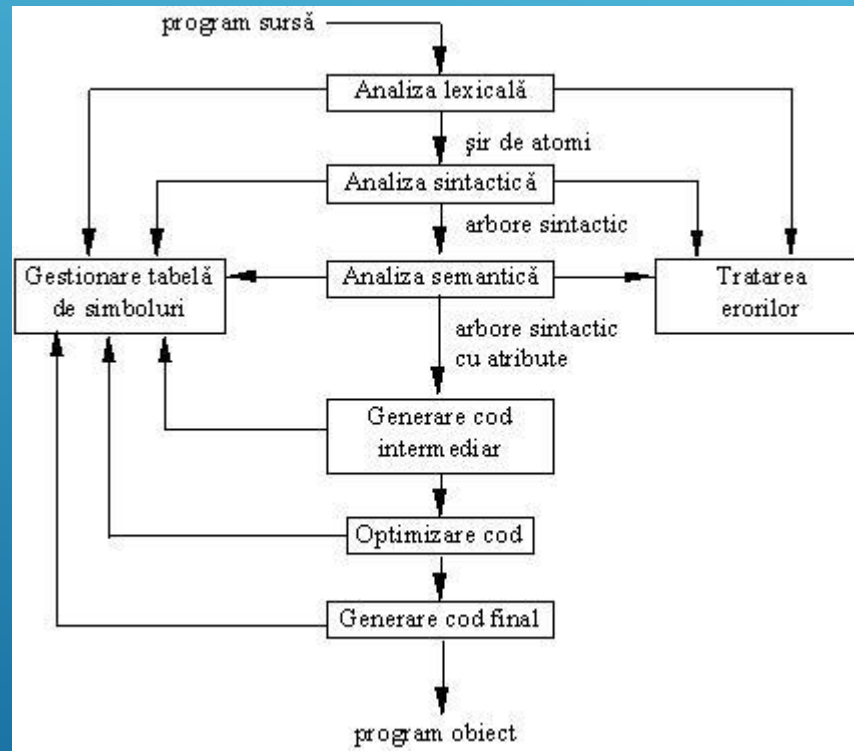 program sursă
Analiza lexicală
şir de atomi
Analiza sintactică
arbore sintactic
Gestionare tabelă
de simboluri
Analiza semantică
Tratarea
erorilor
arbore sintactic
cu atribute
Generare cod
intermediar
Optimizare cod
Generare cod final
program obiect